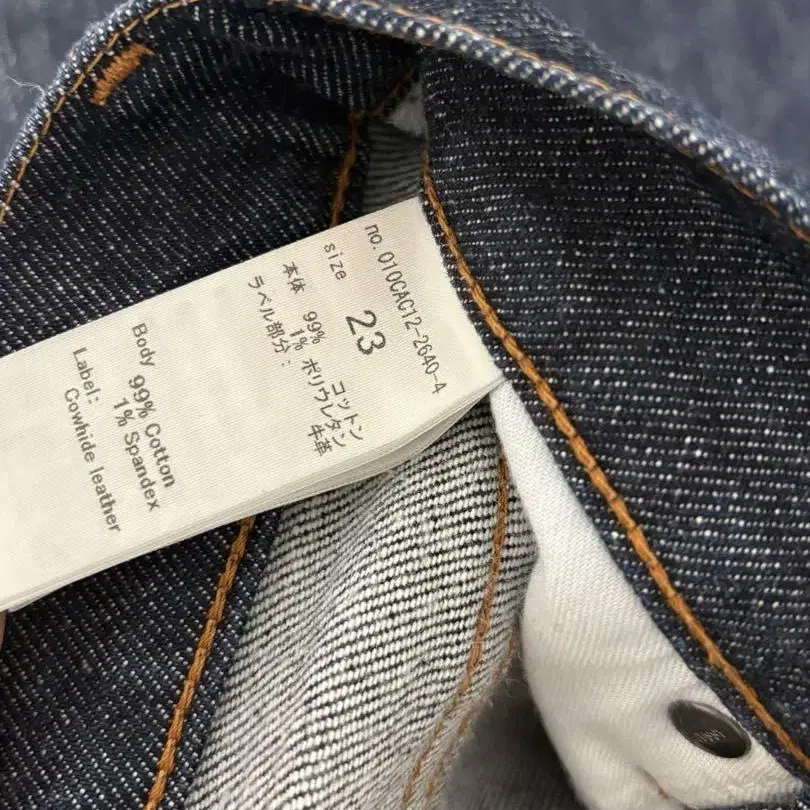 no.010CAC12-2640-4
size 23
本体 99% コットン
1% ポリウレタン
ラベル部分: 牛革
Body 99% Cotton
1% Spandex
Label:
Cowhide leather